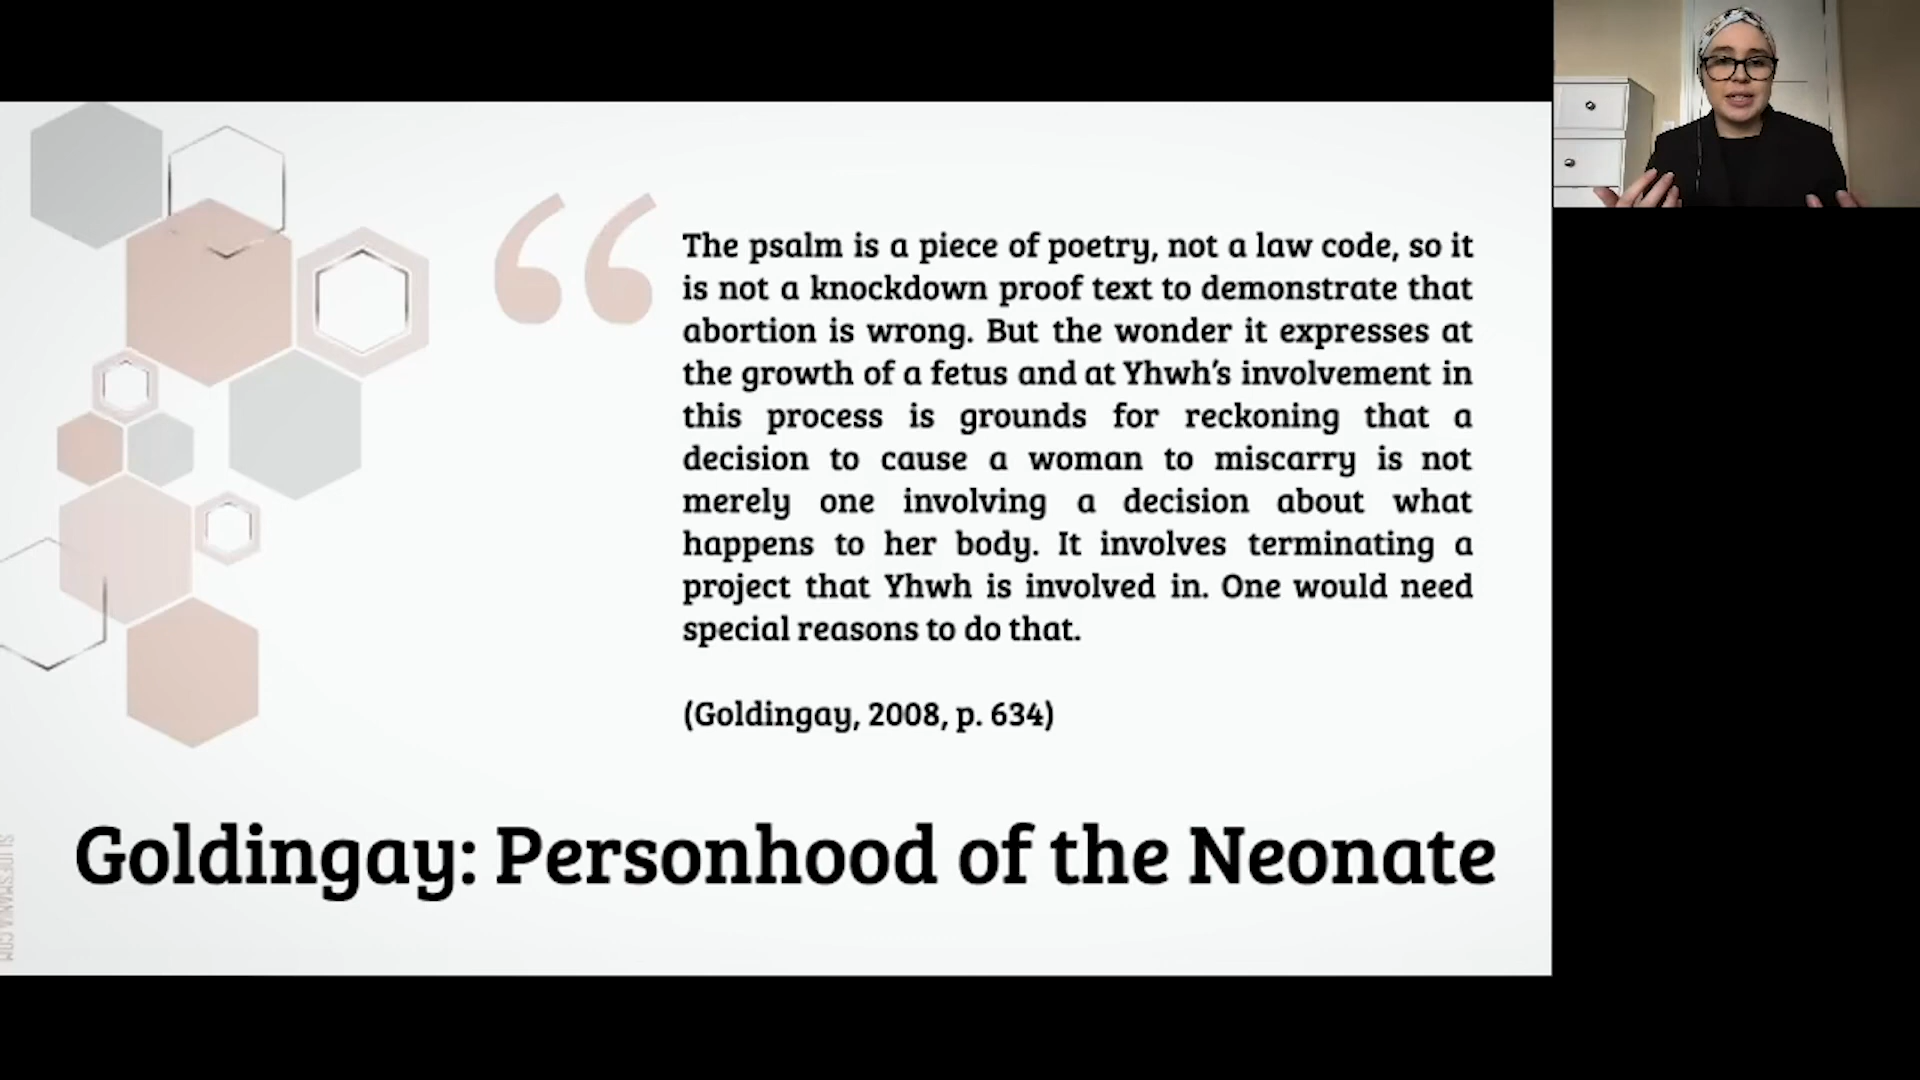 The psalm is a piece of poetry, not a law code, so it
is not a knockdown proof text to demonstrate that
abortion is wrong. But the wonder it expresses at
the growth of a fetus and at Yhwh's involvement in
this process is grounds for reckoning that a
decision to cause a woman to miscarry is not
merely one involving a decision about what
happens to her body. It involves terminating a
project that Yhwh is involved in. One would need
special reasons to do that.
(Goldingay, 2008, p. 634)
Goldingay: Personhood of the Neonate
SLIDESMANIA.COM